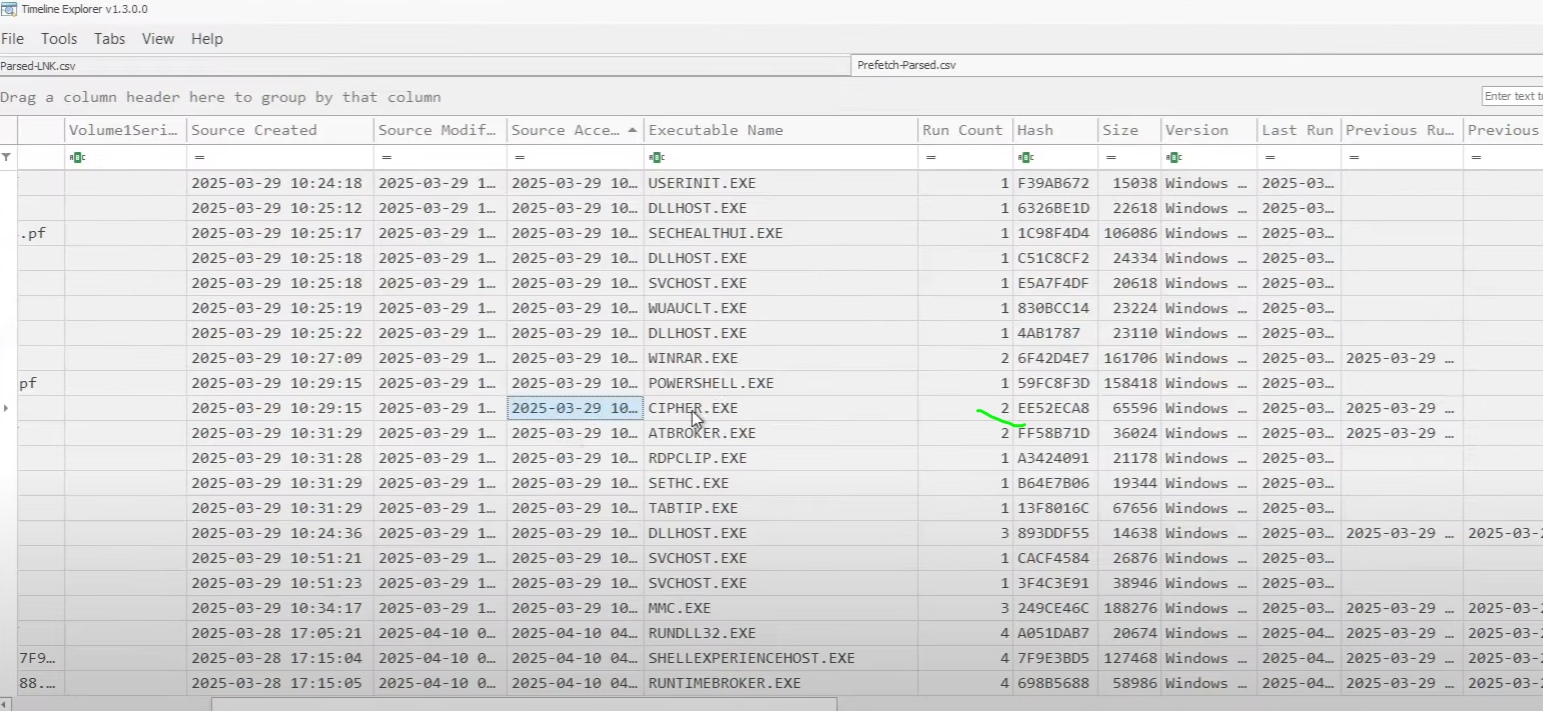 Timeline Explorer v1.3.0.0
File Tools Tabs View Help
Parsed-LNK.csv Prefetch-Parsed.csv
Drag a column header here to group by that column Enter text t
Volume1Seri… Source Created Source Modif… Source Acce… Executable Name Run Count Hash Size Version Last Run Previous Ru… Previous
= = = = = = = =
2025-03-29 10:24:18 2025-03-29 1… 2025-03-29 10… USERINIT.EXE 1 F39AB672 15038 Windows … 2025-03…
2025-03-29 10:25:12 2025-03-29 1… 2025-03-29 10… DLLHOST.EXE 1 6326BE1D 22618 Windows … 2025-03…
.pf 2025-03-29 10:25:17 2025-03-29 1… 2025-03-29 10… SECHEALTHUI.EXE 1 1C98F4D4 106086 Windows … 2025-03…
2025-03-29 10:25:18 2025-03-29 1… 2025-03-29 10… DLLHOST.EXE 1 C51C8CF2 24334 Windows … 2025-03…
2025-03-29 10:25:18 2025-03-29 1… 2025-03-29 10… SVCHOST.EXE 1 E5A7F4DF 20618 Windows … 2025-03…
2025-03-29 10:25:19 2025-03-29 1… 2025-03-29 10… WUAUCLT.EXE 1 830BCC14 23224 Windows … 2025-03…
2025-03-29 10:25:22 2025-03-29 1… 2025-03-29 10… DLLHOST.EXE 1 4AB1787 23110 Windows … 2025-03…
2025-03-29 10:27:09 2025-03-29 1… 2025-03-29 10… WINRAR.EXE 2 6F42D4E7 161706 Windows … 2025-03… 2025-03-29 …
pf 2025-03-29 10:29:15 2025-03-29 1… 2025-03-29 10… POWERSHELL.EXE 1 59FC8F3D 158418 Windows … 2025-03…
2025-03-29 10:29:15 2025-03-29 1… 2025-03-29 10… CIPHER.EXE 2 EE52ECA8 65596 Windows … 2025-03… 2025-03-29 …
2025-03-29 10:31:29 2025-03-29 1… 2025-03-29 10… ATBROKER.EXE 2 FF58B71D 36024 Windows … 2025-03… 2025-03-29 …
2025-03-29 10:31:28 2025-03-29 1… 2025-03-29 10… RDPCLIP.EXE 1 A3424091 21178 Windows … 2025-03…
2025-03-29 10:31:29 2025-03-29 1… 2025-03-29 10… SETHC.EXE 1 B64E7B06 19344 Windows … 2025-03…
2025-03-29 10:31:29 2025-03-29 1… 2025-03-29 10… TABTIP.EXE 1 13F8016C 67656 Windows … 2025-03…
2025-03-29 10:24:36 2025-03-29 1… 2025-03-29 10… DLLHOST.EXE 3 893DDF55 14638 Windows … 2025-03… 2025-03-29 … 2025-03-2
2025-03-29 10:51:21 2025-03-29 1… 2025-03-29 10… SVCHOST.EXE 1 CACF4584 26876 Windows … 2025-03…
2025-03-29 10:51:23 2025-03-29 1… 2025-03-29 10… SVCHOST.EXE 1 3F4C3E91 38946 Windows … 2025-03…
2025-03-29 10:34:17 2025-03-29 1… 2025-03-29 10… MMC.EXE 3 249CE46C 188276 Windows … 2025-03… 2025-03-29 … 2025-03-2
2025-03-28 17:05:21 2025-04-10 0… 2025-04-10 04… RUNDLL32.EXE 4 A051DAB7 20674 Windows … 2025-04… 2025-03-29 … 2025-03-2
7F9… 2025-03-28 17:15:04 2025-04-10 0… 2025-04-10 04… SHELLEXPERIENCEHOST.EXE 4 7F9E3BD5 127468 Windows … 2025-04… 2025-03-29 … 2025-03-2
88.… 2025-03-28 17:15:05 2025-04-10 0… 2025-04-10 04… RUNTIMEBROKER.EXE 4 698B5688 58986 Windows … 2025-04… 2025-03-29 … 2025-03-2